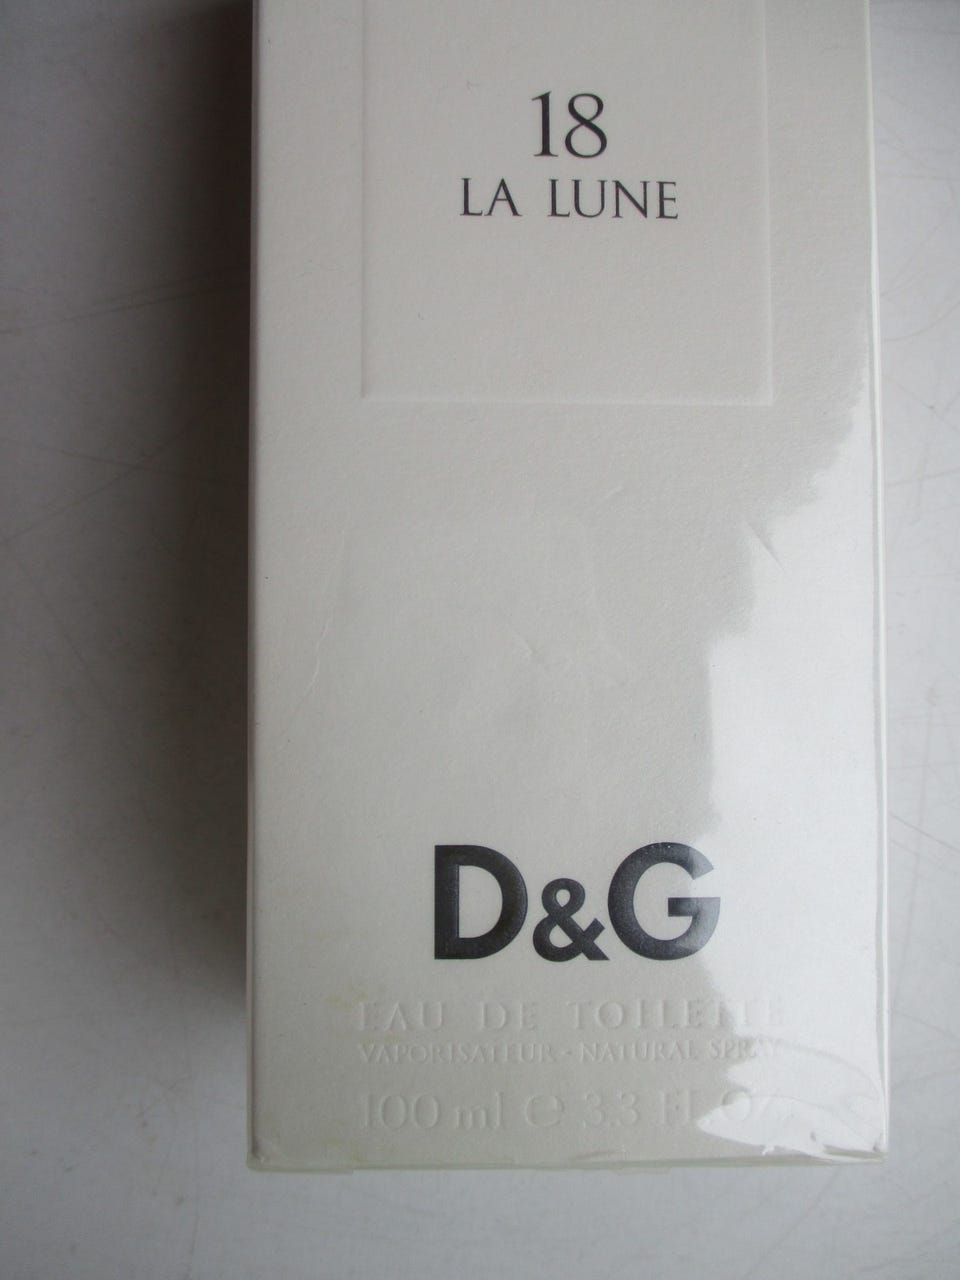 18
LA LUNE
D&G
EAU DE TOILETTE
VAPORISATEUR · NATURAL SPRAY
100 ml ℮ 3.3 Fl. Oz.